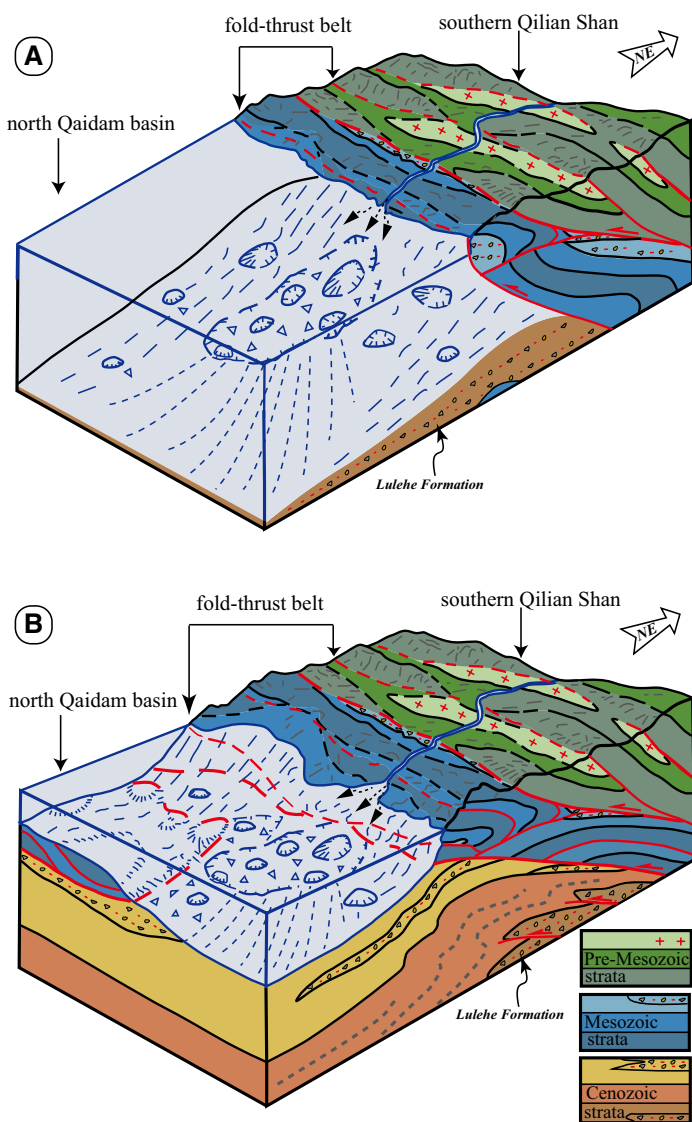 A
fold-thrust belt
southern Qilian Shan
NE
north Qaidam basin
Lulehe Formation
B
fold-thrust belt
southern Qilian Shan
NE
north Qaidam basin
Lulehe Formation
Pre-Mesozoic
strata
Mesozoic
strata
Cenozoic
strata